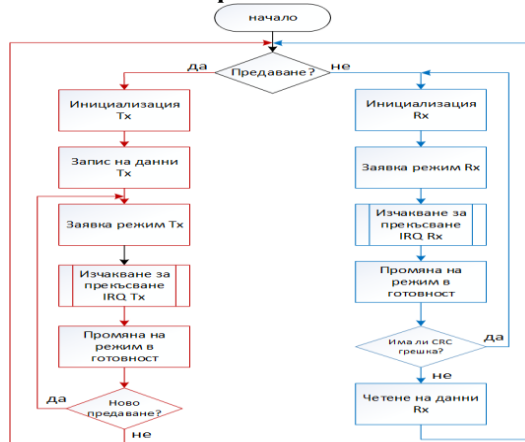 начало
Предаване?
да
не
Инициализация
Tx
Запис на данни
Tx
Заявка режим Tx
Изчакване за
прекъсване
IRQ Tx
Промяна на
режим в
готовност
Ново
предаване?
да
не
Инициализация
Rx
Заявка режим Rx
Изчакване за
прекъсване
IRQ Rx
Промяна на
режим в
готовност
Има ли CRC
грешка?
да
не
Четене на данни
Rx